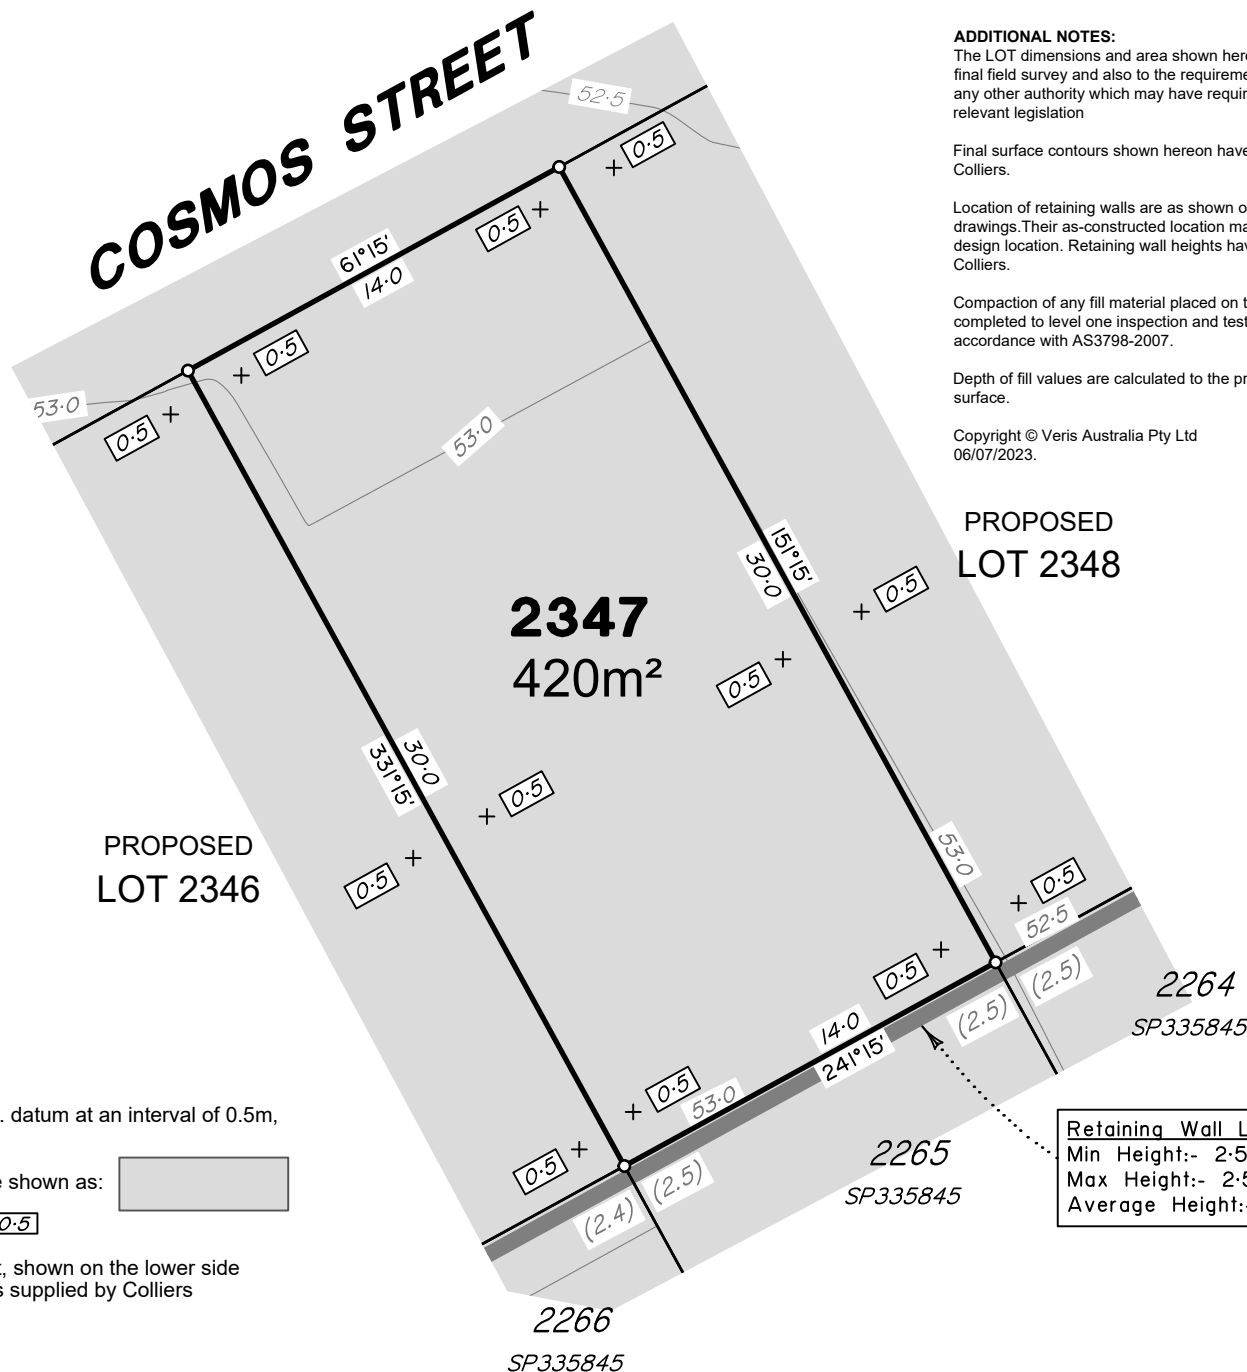 COSMOS STREET
52·5
ADDITIONAL NOTES:
The LOT dimensions and area shown
final field survey and also to the
any other authority which may have
relevant legislation
Final surface contours shown hereon have
Colliers.
Location of retaining walls are as shown
drawings.Their as-constructed location
design location. Retaining wall heights
Colliers.
Compaction of any fill material placed on
completed to level one inspection and
accordance with AS3798-2007.
Depth of fill values are calculated to the
surface.
Copyright © Veris Australia Pty Ltd
06/07/2023.
0·5
0·5
61°15'
14·0
0·5
53·0
0·5
53·0
PROPOSED
LOT 2348
151°15'
30·0
0·5
2347
420m²
0·5
30·0
331°15'
0·5
0·5
PROPOSED
LOT 2346
53·0
0·5
52·5
0·5
(2.5)
(2.5)
2264
SP335845
14·0
241°15'
0·5
53·0
0·5
(2.5)
(2.4)
2265
SP335845
2266
SP335845
Retaining Wall
Min Height:- 2·5
Max Height:- 2·5
Average Height:-
. datum at an interval of 0.5m,
shown as:
0·5
, shown on the lower side
supplied by Colliers